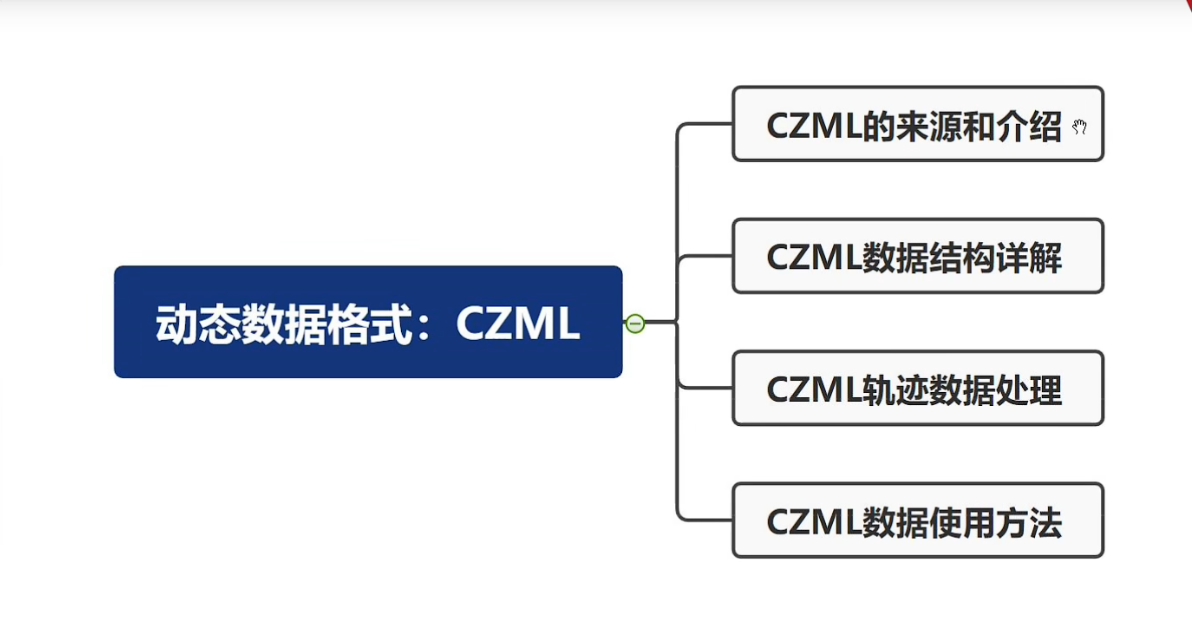 CZML的来源和介绍
CZML数据结构详解
动态数据格式：CZML
CZML轨迹数据处理
CZML数据使用方法